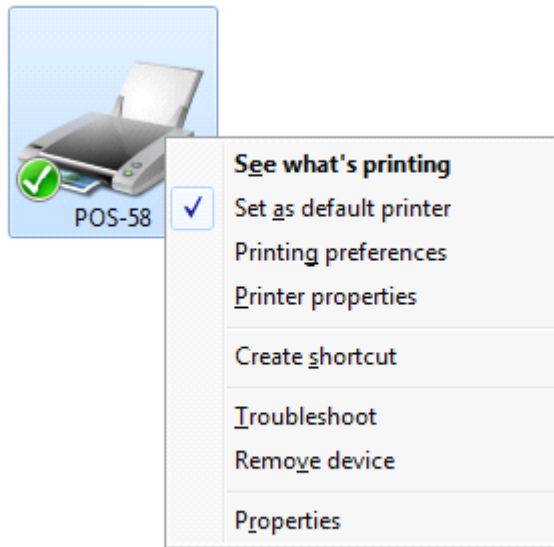 POS-58
See what's printing
Set as default printer
Printing preferences
Printer properties
Create shortcut
Troubleshoot
Remove device
Properties